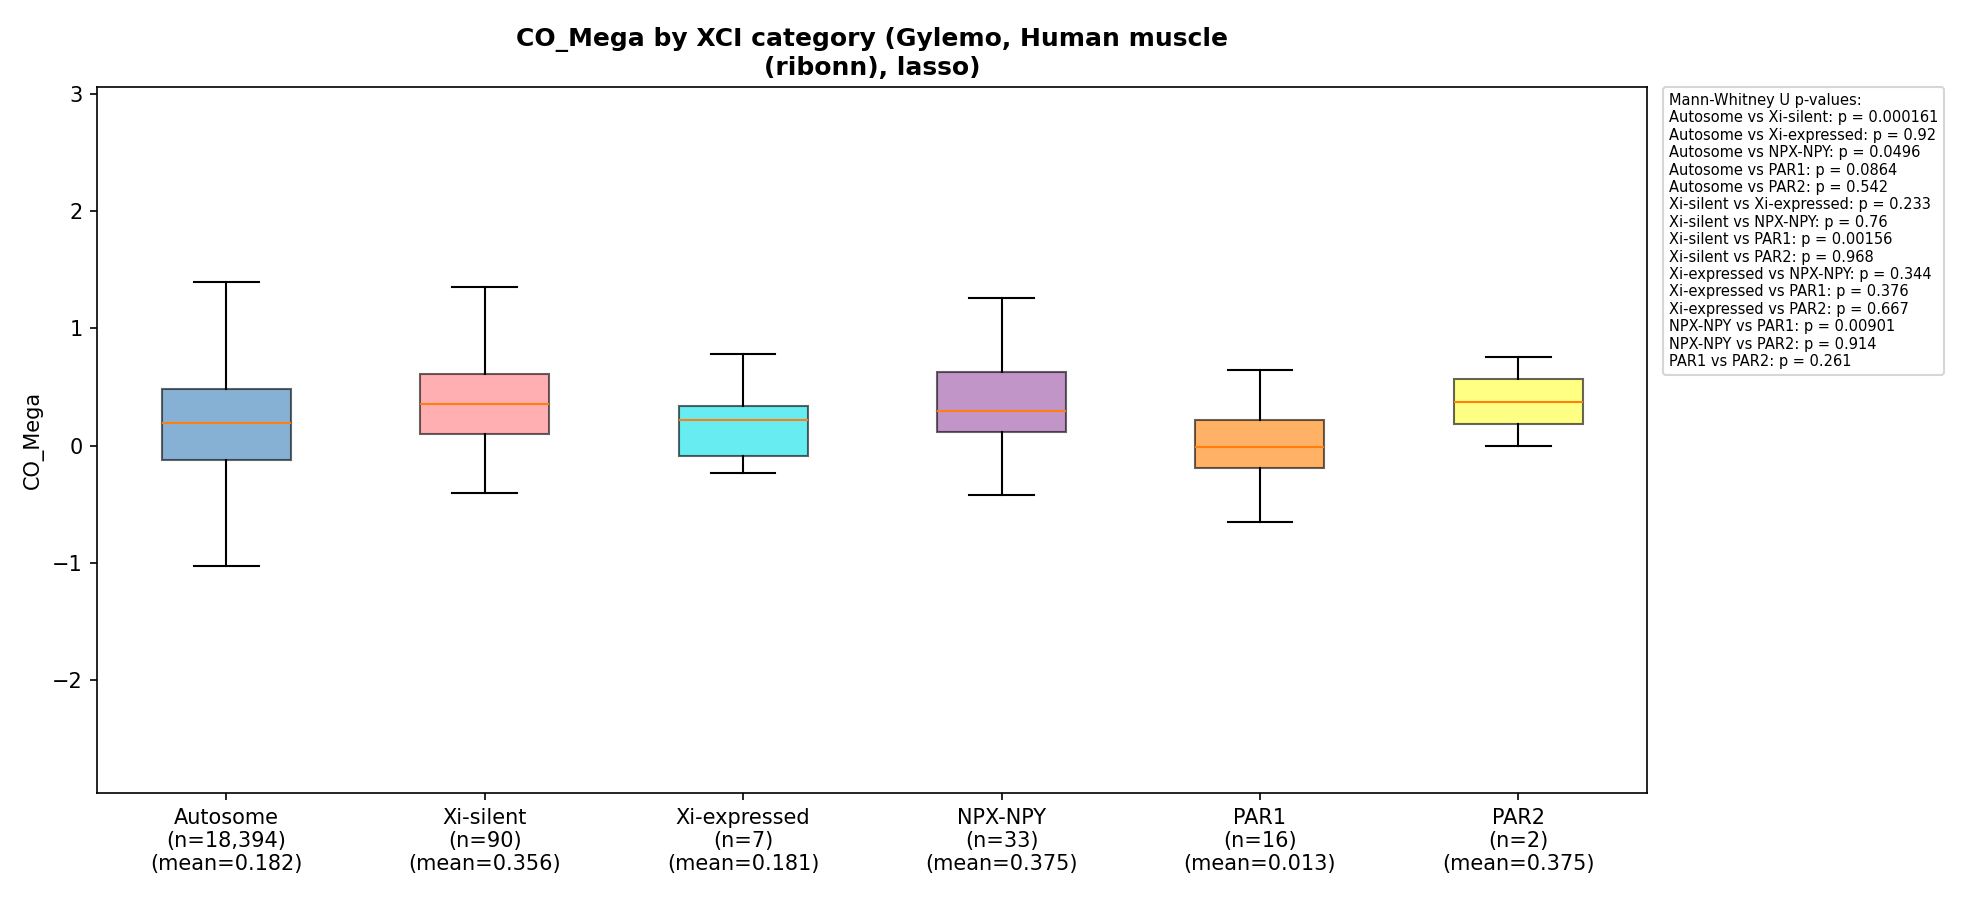 CO_Mega by XCI category (Gylemo, Human muscle
(ribonn), lasso)
3
2
1
0
−1
−2
CO_Mega
Autosome
(n=18,394)
(mean=0.182)
Xi-silent
(n=90)
(mean=0.356)
Xi-expressed
(n=7)
(mean=0.181)
NPX-NPY
(n=33)
(mean=0.375)
PAR1
(n=16)
(mean=0.013)
PAR2
(n=2)
(mean=0.375)
Mann-Whitney U p-values:
Autosome vs Xi-silent: p = 0.000161
Autosome vs Xi-expressed: p = 0.92
Autosome vs NPX-NPY: p = 0.0496
Autosome vs PAR1: p = 0.0864
Autosome vs PAR2: p = 0.542
Xi-silent vs Xi-expressed: p = 0.233
Xi-silent vs NPX-NPY: p = 0.76
Xi-silent vs PAR1: p = 0.00156
Xi-silent vs PAR2: p = 0.968
Xi-expressed vs NPX-NPY: p = 0.344
Xi-expressed vs PAR1: p = 0.376
Xi-expressed vs PAR2: p = 0.667
NPX-NPY vs PAR1: p = 0.00901
NPX-NPY vs PAR2: p = 0.914
PAR1 vs PAR2: p = 0.261